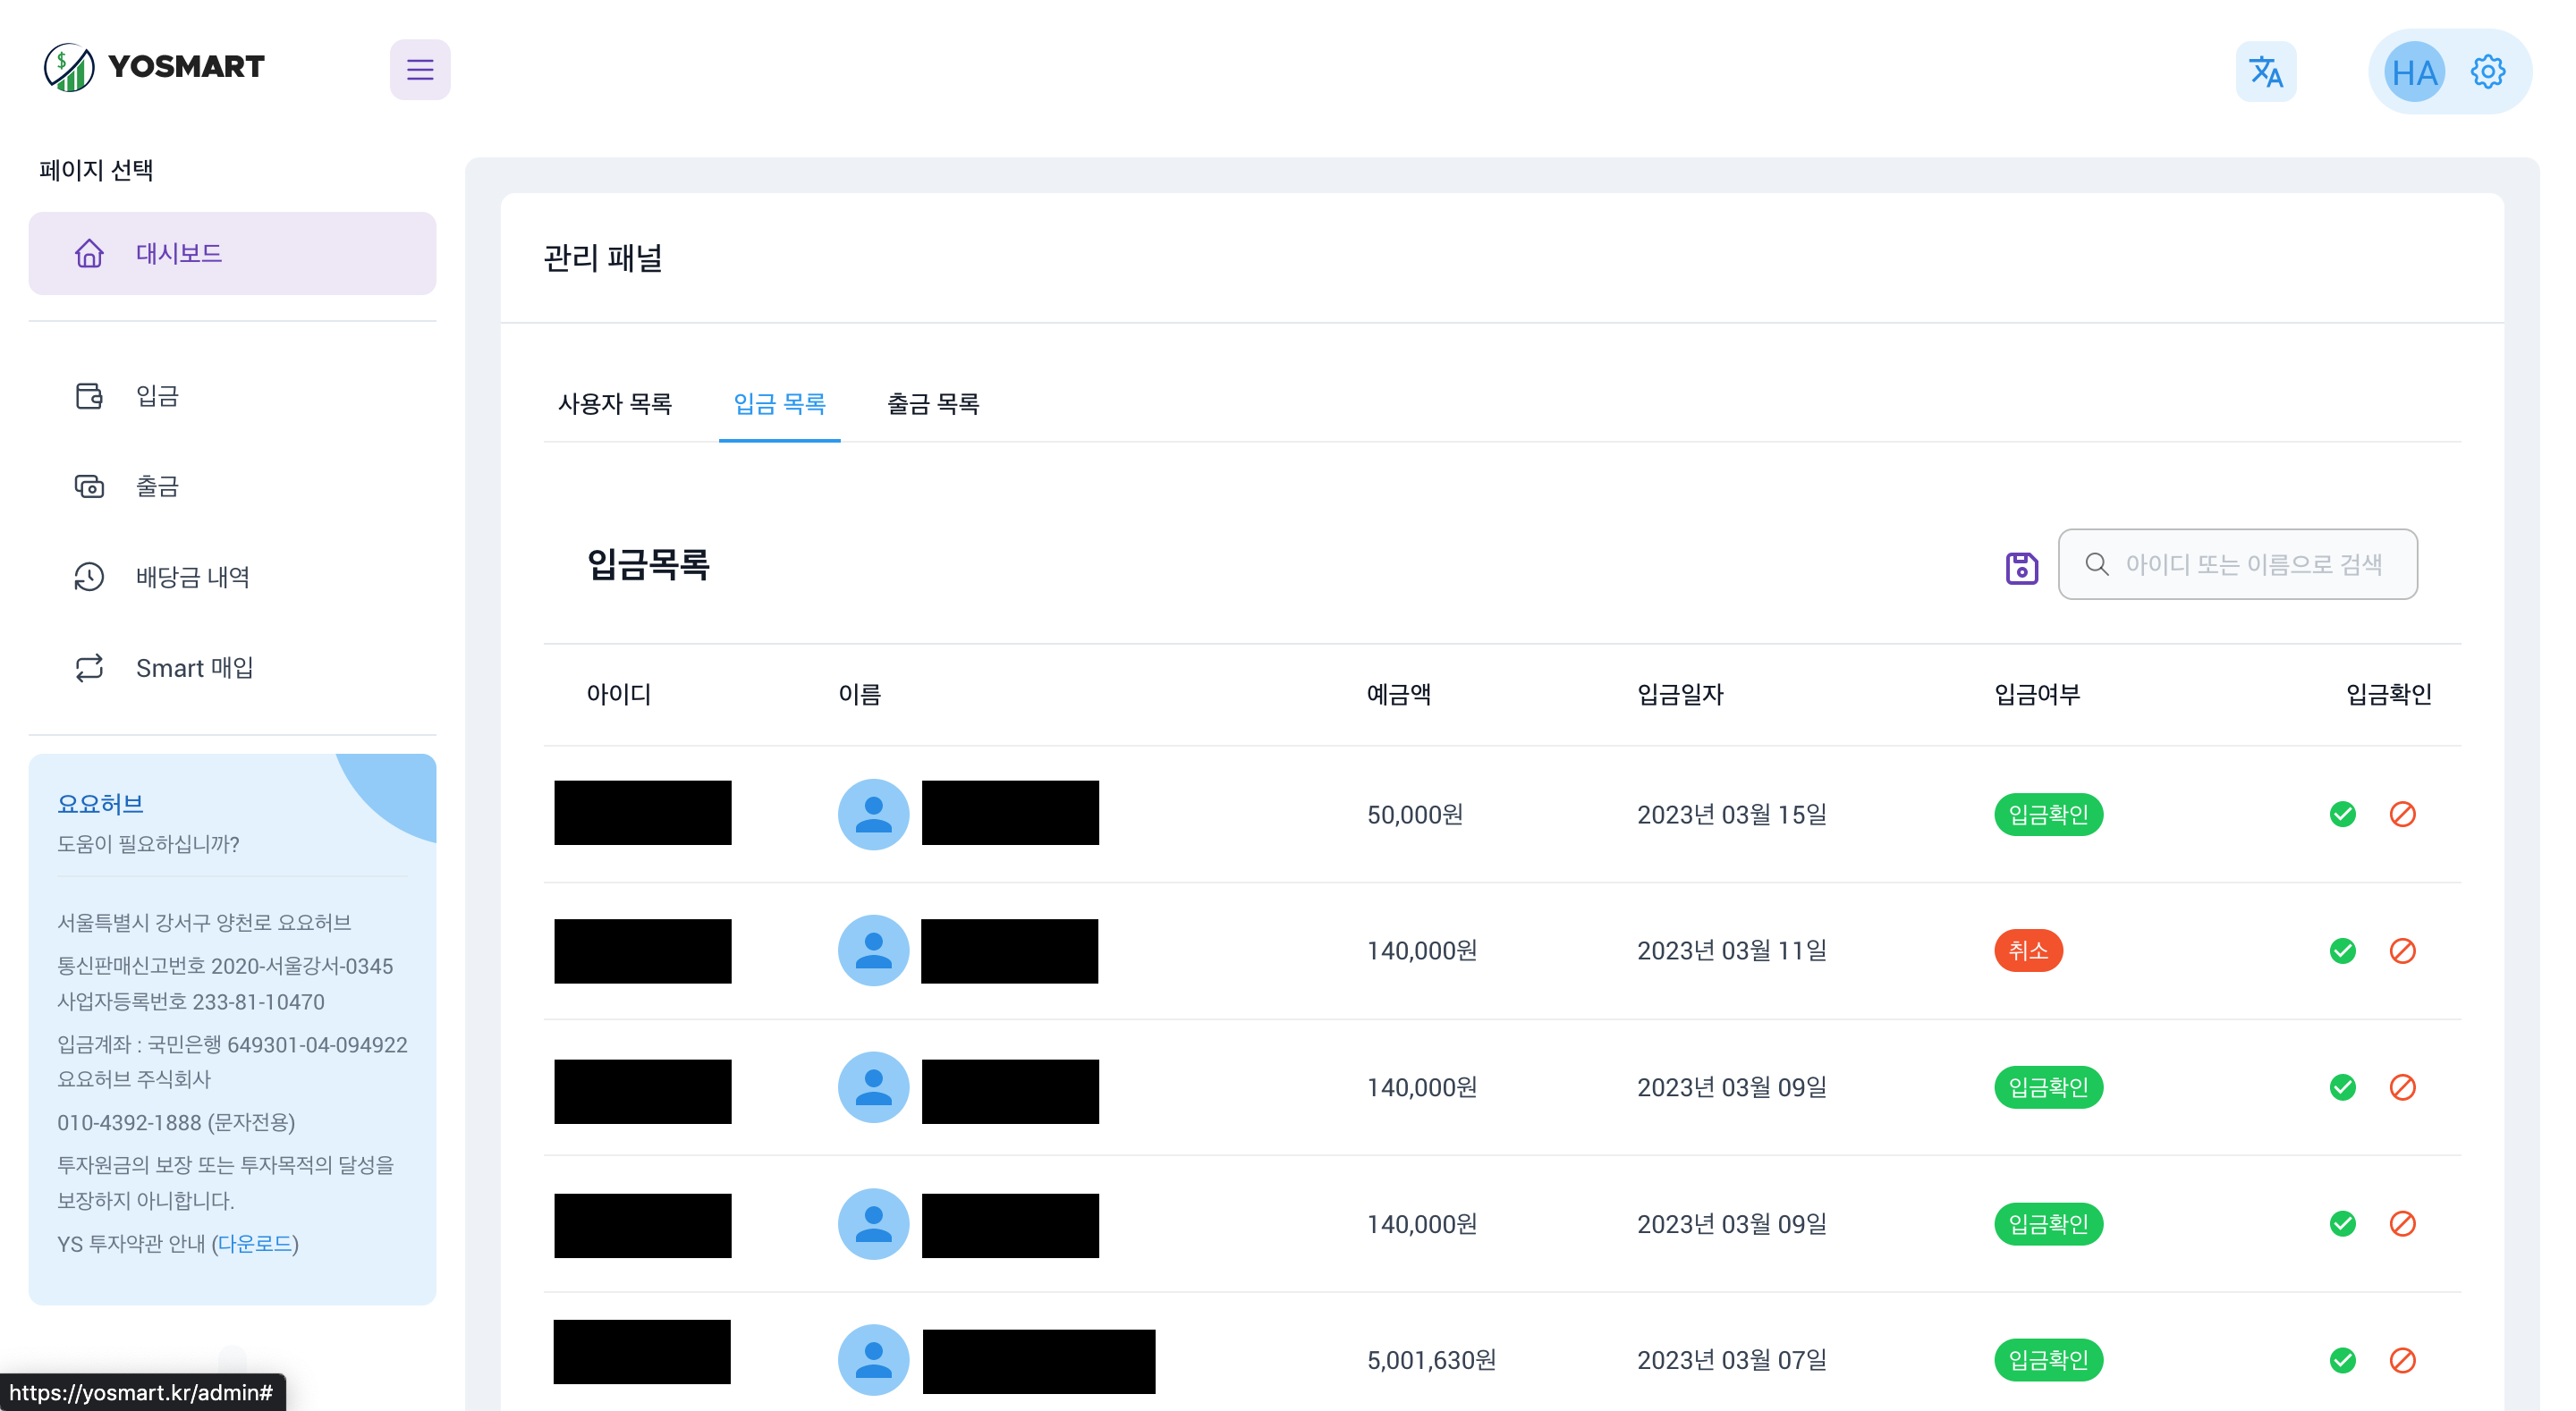 YOSMART
HA
페이지 선택
대시보드
입금
출금
배당금 내역
Smart 매입
요요허브
도움이 필요하십니까?
서울특별시 강서구 양천로 요요허브
통신판매신고번호 2020-서울강서-0345
사업자등록번호 233-81-10470
입금계좌 : 국민은행 649301-04-094922
요요허브 주식회사
010-4392-1888 (문자전용)
투자원금의 보장 또는 투자목적의 달성을
보장하지 아니합니다.
YS 투자약관 안내 (다운로드)
https://yosmart.kr/admin#
관리 패널
사용자 목록 입금 목록 출금 목록
입금목록
아이디 또는 이름으로 검색
아이디 이름 예금액 입금일자 입금여부 입금확인
50,000원 2023년 03월 15일 입금확인
140,000원 2023년 03월 11일 취소
140,000원 2023년 03월 09일 입금확인
140,000원 2023년 03월 09일 입금확인
5,001,630원 2023년 03월 07일 입금확인